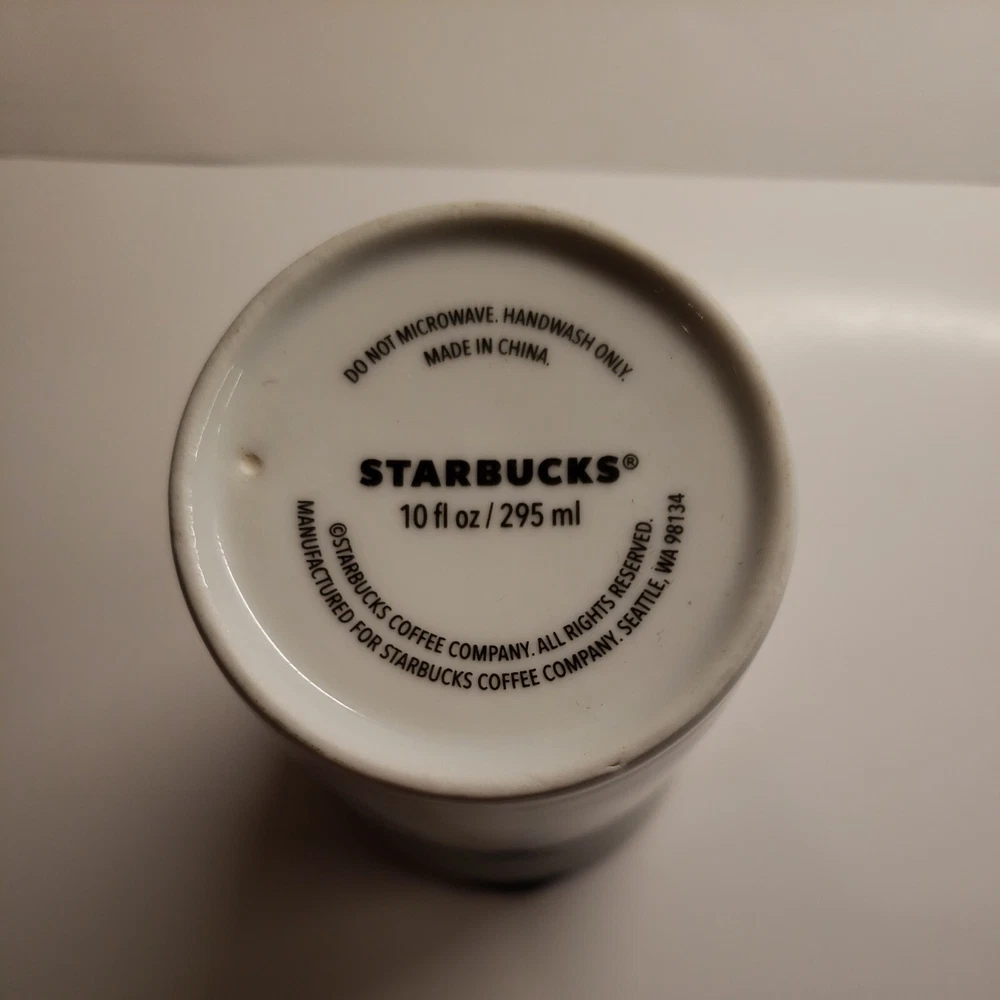 DO NOT MICROWAVE. HANDWASH ONLY.
MADE IN CHINA.
STARBUCKS®
10 fl oz / 295 ml
©STARBUCKS COFFEE COMPANY. ALL RIGHTS RESERVED.
MANUFACTURED FOR STARBUCKS COFFEE COMPANY. SEATTLE, WA 98134